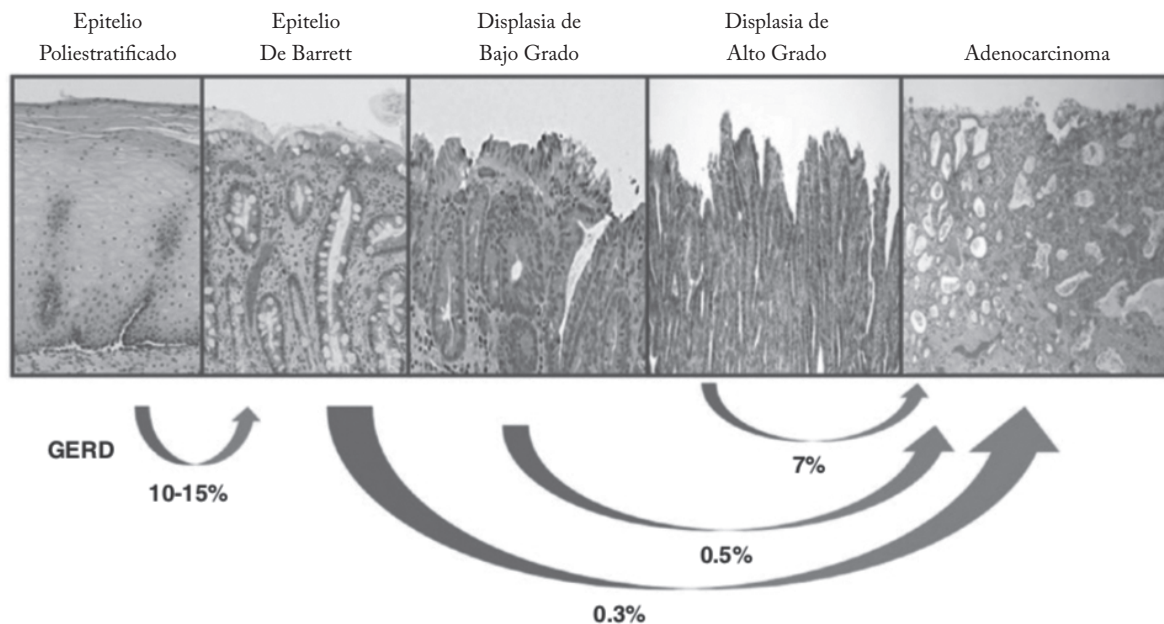 Epitelio
Poliestratificado
Epitelio
De Barrett
Displasia de
Bajo Grado
Displasia de
Alto Grado
Adenocarcinoma
GERD
10-15%
7%
0.5%
0.3%